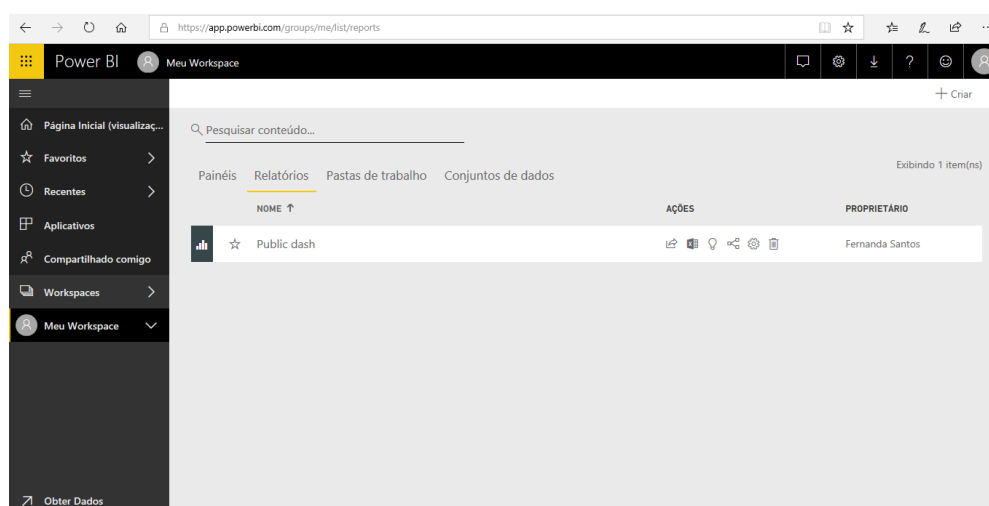 https://app.powerbi.com/groups/me/list/reports
Power BI Meu Workspace
+ Criar
Página Inicial (visualizaç...
Favoritos
Recentes
Aplicativos
Compartilhado comigo
Workspaces
Meu Workspace
Obter Dados
Pesquisar conteúdo...
Painéis Relatórios Pastas de trabalho Conjuntos de dados
Exibindo 1 item(ns)
NOME ↑ AÇÕES PROPRIETÁRIO
Public dash Fernanda Santos